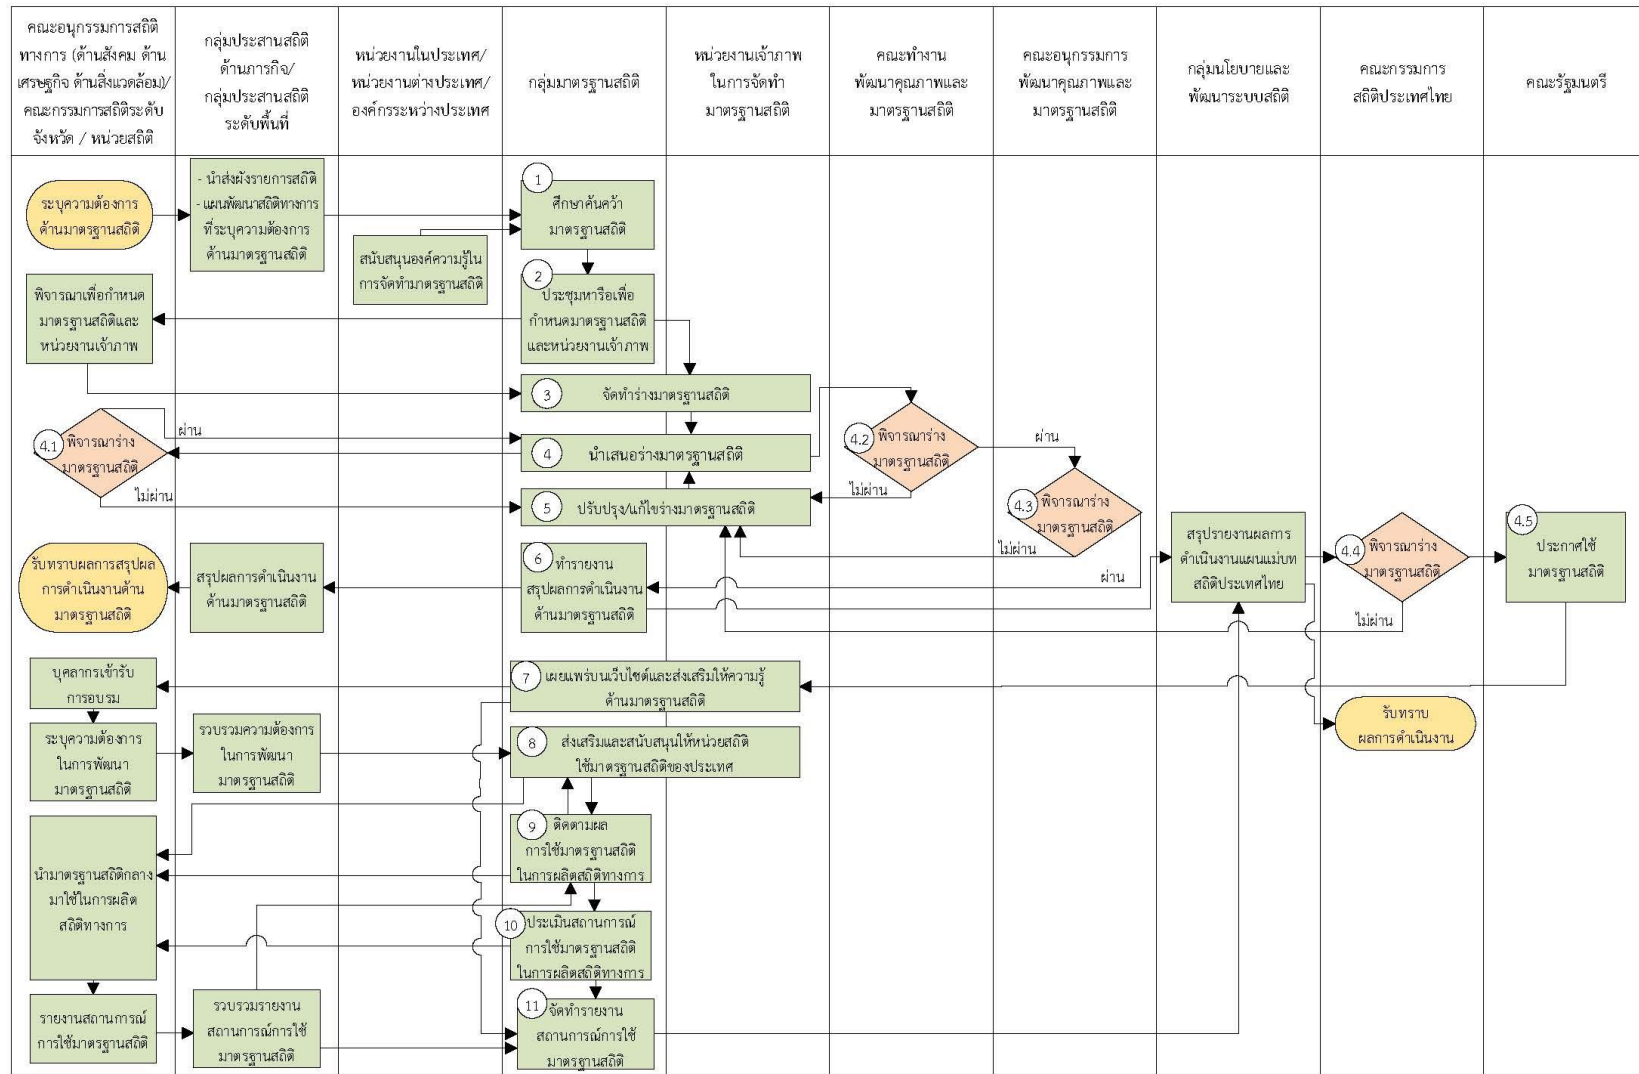 คณะอนุกรรมการสถิติ
ทางการ (ด้านสังคม ด้าน
เศรษฐกิจ ด้านสิ่งแวดล้อม)/
คณะกรรมการสถิติระดับ
จังหวัด / หน่วยสถิติ
กลุ่มประสานสถิติ
ด้านภารกิจ/
กลุ่มประสานสถิติ
ระดับพื้นที่
หน่วยงานในประเทศ/
หน่วยงานต่างประเทศ/
องค์กรระหว่างประเทศ
กลุ่มมาตรฐานสถิติ
หน่วยงานเจ้าภาพ
ในการจัดทำ
มาตรฐานสถิติ
คณะทำงาน
พัฒนาคุณภาพและ
มาตรฐานสถิติ
คณะอนุกรรมการ
พัฒนาคุณภาพและ
มาตรฐานสถิติ
กลุ่มนโยบายและ
พัฒนาระบบสถิติ
คณะกรรมการ
สถิติประเทศไทย
คณะรัฐมนตรี
ระบุความต้องการ
ด้านมาตรฐานสถิติ
- นำส่งผังรายการสถิติ
- แผนพัฒนาสถิติทางการ
ที่ระบุความต้องการ
ด้านมาตรฐานสถิติ
สนับสนุนองค์ความรู้ใน
การจัดทำมาตรฐานสถิติ
1
ศึกษาค้นคว้า
มาตรฐานสถิติ
2
ประชุมหารือเพื่อ
กำหนดมาตรฐานสถิติ
และหน่วยงานเจ้าภาพ
พิจารณาเพื่อกำหนด
มาตรฐานสถิติและ
หน่วยงานเจ้าภาพ
3
จัดทำร่างมาตรฐานสถิติ
4.1
พิจารณาร่าง
มาตรฐานสถิติ
ผ่าน
ไม่ผ่าน
4
นำเสนอร่างมาตรฐานสถิติ
5
ปรับปรุง/แก้ไขร่างมาตรฐานสถิติ
4.2
พิจารณาร่าง
มาตรฐานสถิติ
ไม่ผ่าน
ผ่าน
4.3
พิจารณาร่าง
มาตรฐานสถิติ
ไม่ผ่าน
ผ่าน
สรุปรายงานผลการ
ดำเนินงานแผนแม่บท
สถิติประเทศไทย
4.4
พิจารณาร่าง
มาตรฐานสถิติ
ไม่ผ่าน
4.5
ประกาศใช้
มาตรฐานสถิติ
รับทราบผลการสรุปผล
การดำเนินงานด้าน
มาตรฐานสถิติ
สรุปผลการดำเนินงาน
ด้านมาตรฐานสถิติ
6
ทำรายงาน
สรุปผลการดำเนินงาน
ด้านมาตรฐานสถิติ
บุคลากรเข้ารับ
การอบรม
7
เผยแพร่บนเว็บไซต์และส่งเสริมให้ความรู้
ด้านมาตรฐานสถิติ
รับทราบ
ผลการดำเนินงาน
ระบุความต้องการ
ในการพัฒนา
มาตรฐานสถิติ
รวบรวมความต้องการ
ในการพัฒนา
มาตรฐานสถิติ
8
ส่งเสริมและสนับสนุนให้หน่วยสถิติ
ใช้มาตรฐานสถิติของประเทศ
นำมาตรฐานสถิติกลาง
มาใช้ในการผลิต
สถิติทางการ
9
ติดตามผล
การใช้มาตรฐานสถิติ
ในการผลิตสถิติทางการ
10
ประเมินสถานการณ์
การใช้มาตรฐานสถิติ
ในการผลิตสถิติทางการ
รายงานสถานการณ์
การใช้มาตรฐานสถิติ
รวบรวมรายงาน
สถานการณ์การใช้
มาตรฐานสถิติ
11
จัดทำรายงาน
สถานการณ์การใช้
มาตรฐานสถิติ